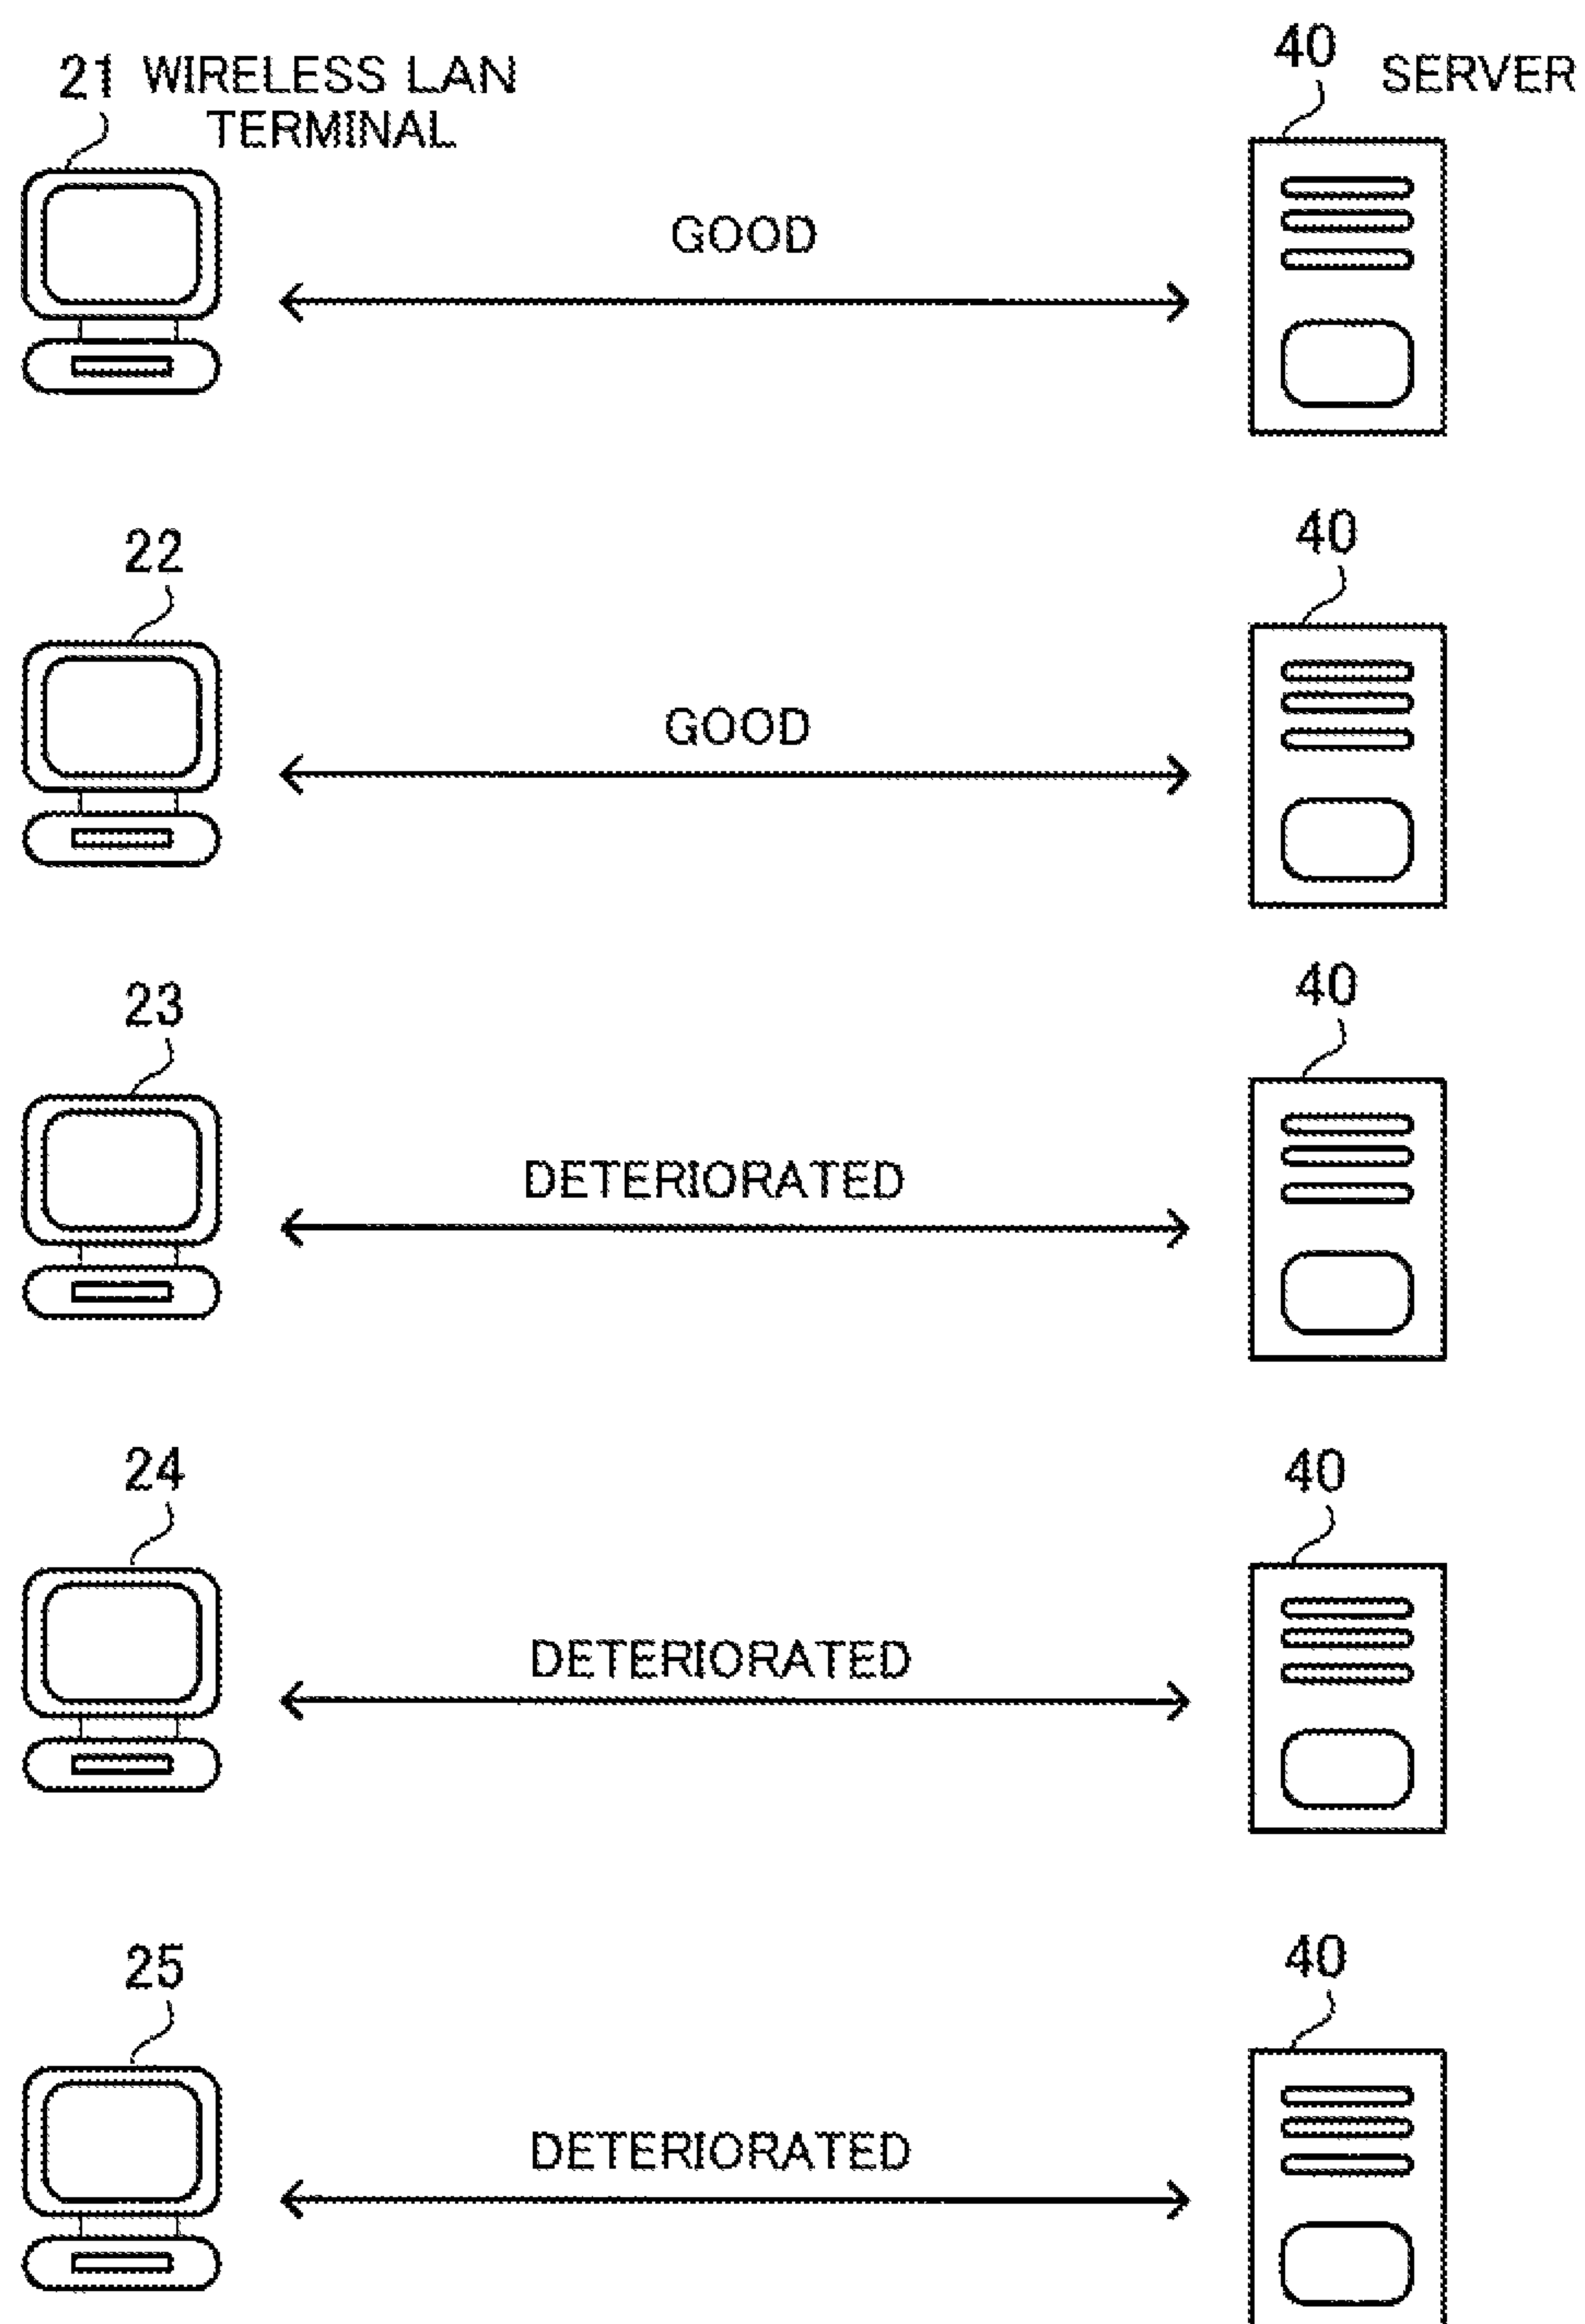 21 WIRELESS LAN
TERMINAL
40 SERVER
GOOD
22
40
GOOD
23
40
DETERIORATED
24
40
DETERIORATED
25
40
DETERIORATED